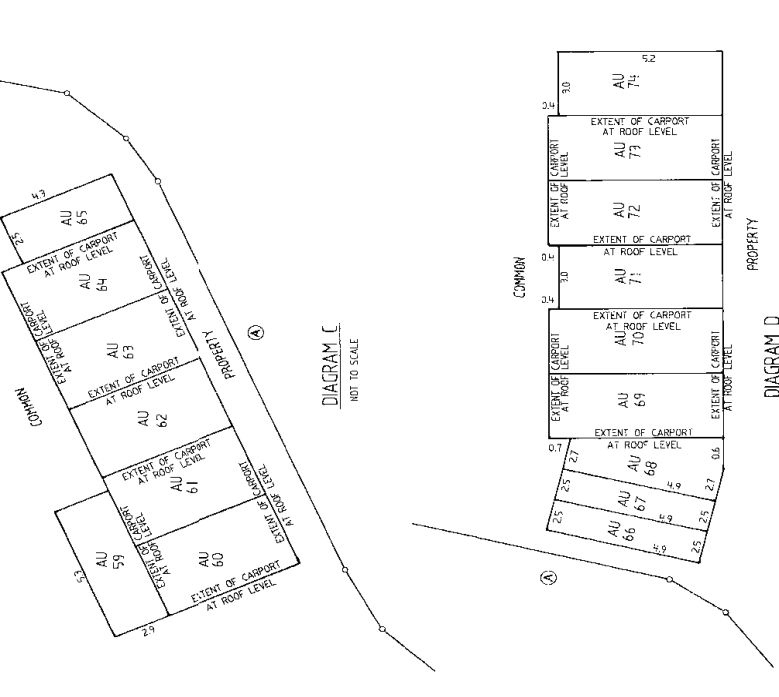 4.3
AU
65
2.5
EXTENT OF CARPORT
AT ROOF LEVEL
AU
64
EXTENT OF CARPORT
AT ROOF LEVEL
EXTENT OF CARPORT
AT ROOF LEVEL
AU
63
COMMON
PROPERTY
A
EXTENT OF CARPORT
AT ROOF LEVEL
AU
62
EXTENT OF CARPORT
AT ROOF LEVEL
AU
61
EXTENT OF CARPORT
AT ROOF LEVEL
EXTENT OF CARPORT
AT ROOF LEVEL
AU
59
5.3
2.9
AU
60
EXTENT OF CARPORT
AT ROOF LEVEL
DIAGRAM C
NOT TO SCALE
5.2
AU
74
3.0
0.4
EXTENT OF CARPORT
AT ROOF LEVEL
AU
73
EXTENT OF CARPORT
AT ROOF LEVEL
EXTENT OF CARPORT
AT ROOF LEVEL
AU
72
EXTENT OF CARPORT
AT ROOF LEVEL
0.4
AU
71
3.0
0.4
COMMON
PROPERTY
EXTENT OF CARPORT
AT ROOF LEVEL
AU
70
EXTENT OF CARPORT
AT ROOF LEVEL
EXTENT OF CARPORT
AT ROOF LEVEL
AU
69
EXTENT OF CARPORT
AT ROOF LEVEL
0.7
2.7
AU
68
0.6
4.9
2.7
2.5
AU
67
4.9
2.5
2.5
AU
66
4.9
2.5
A
DIAGRAM D